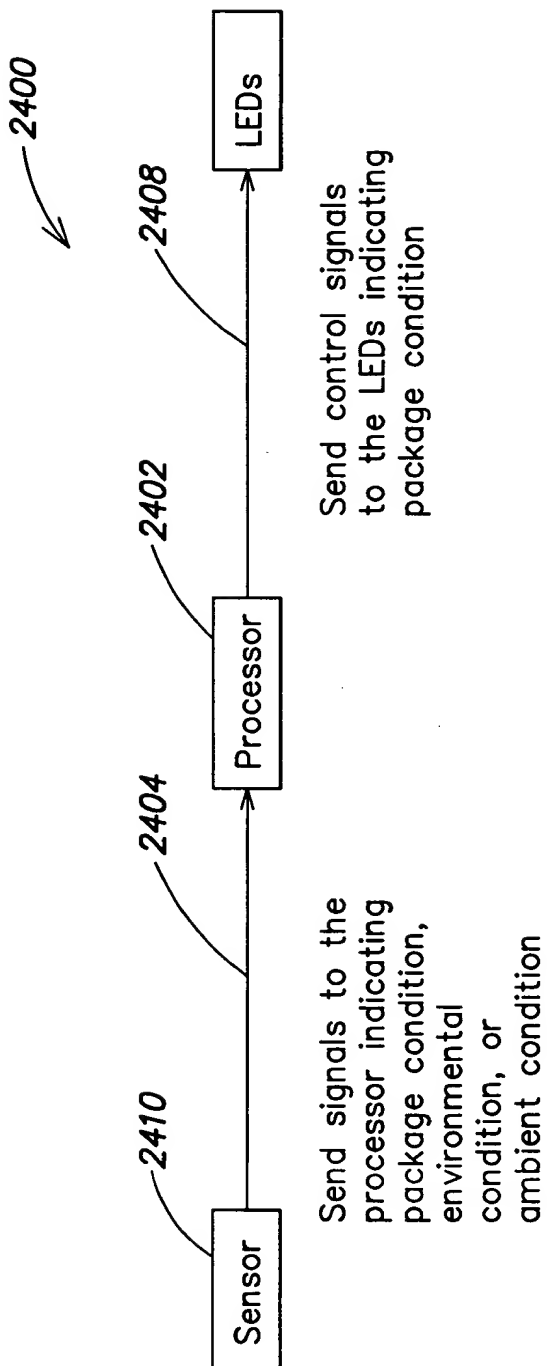 2400
2410
2404
2402
2408
Sensor
Processor
LEDs
Send signals to the
processor indicating
package condition,
environmental
condition, or
ambient condition
Send control signals
to the LEDs indicating
package condition